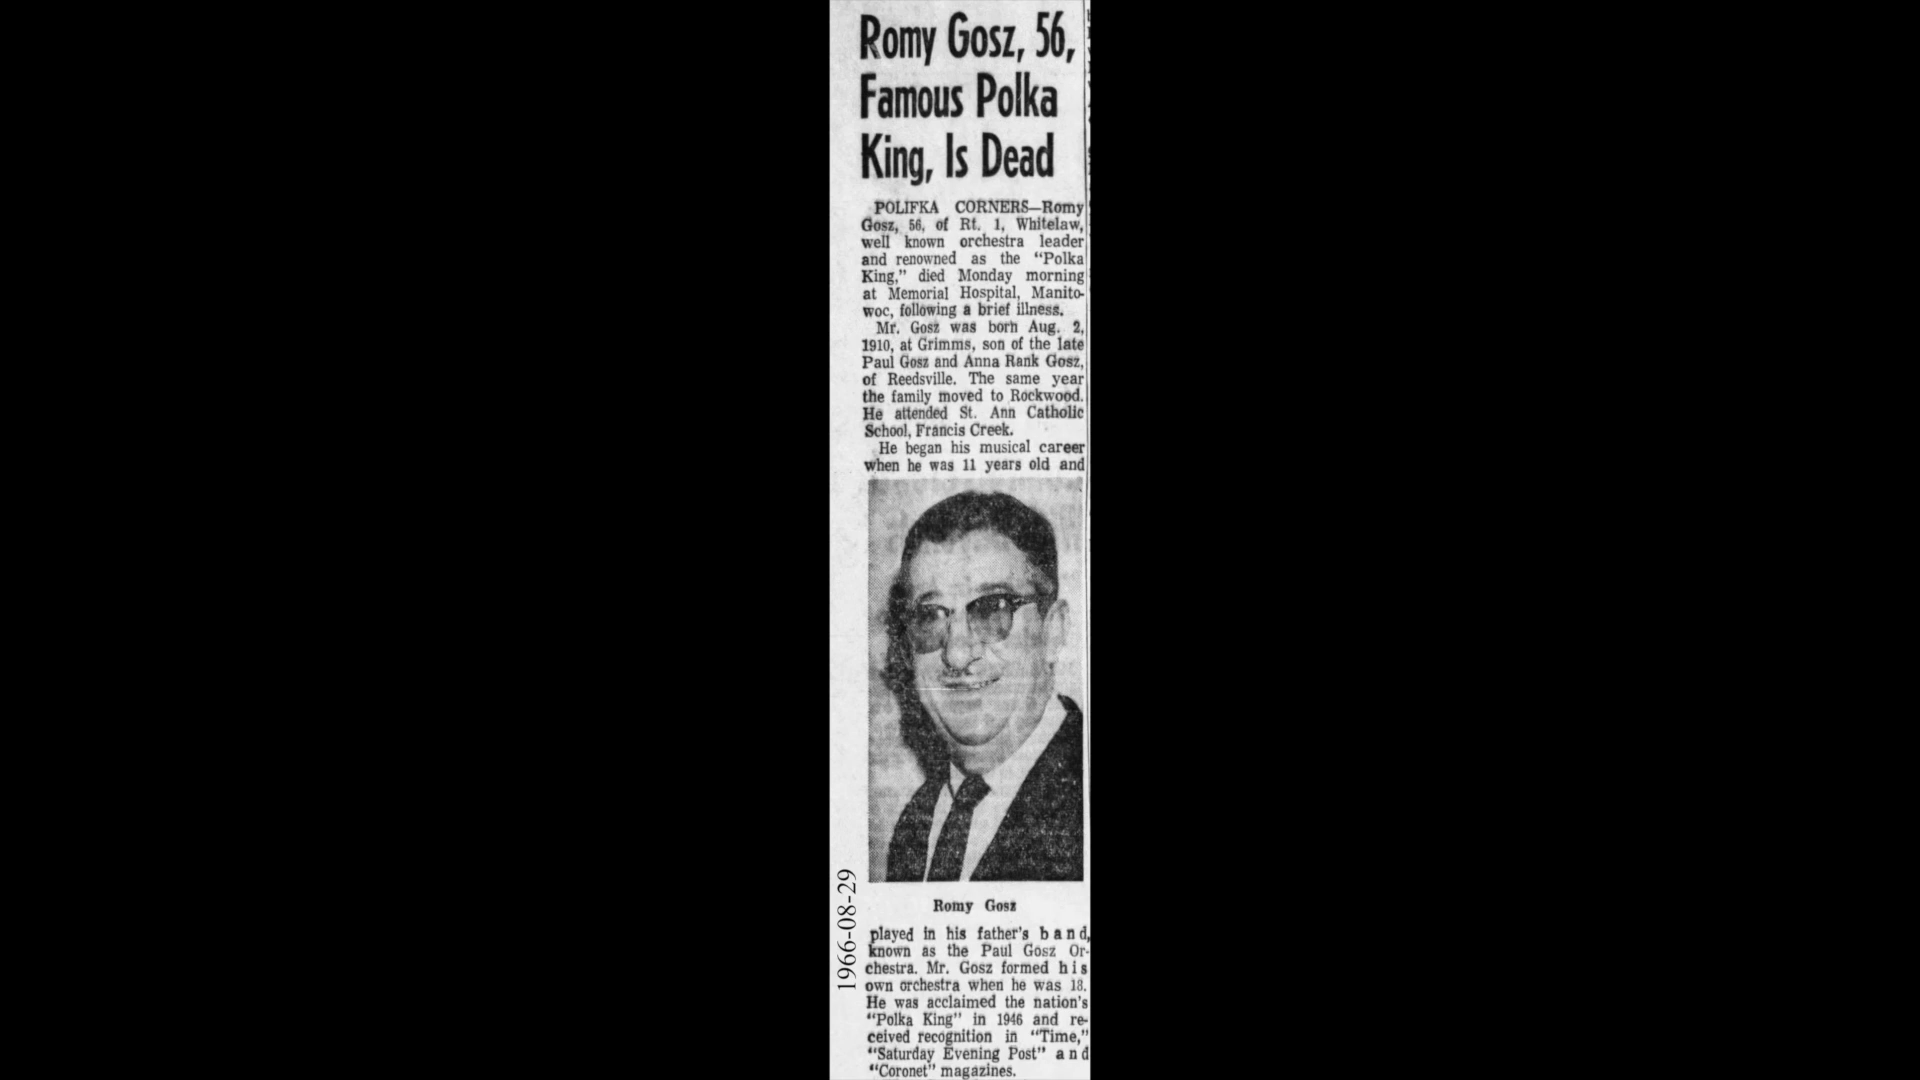 Romy Gosz, 56,
Famous Polka
King, Is Dead
POLIFKA CORNERS—Romy
Gosz, 56, of Rt. 1, Whitelaw,
well known orchestra leader
and renowned as the “Polka
King,” died Monday morning
at Memorial Hospital, Manito-
woc, following a brief illness.
Mr. Gosz was born Aug. 2,
1910, at Grimms, son of the late
Paul Gosz and Anna Rank Gosz,
of Reedsville. The same year
the family moved to Rockwood.
He attended St. Ann Catholic
School, Francis Creek.
He began his musical career
when he was 11 years old and
Romy Gosz
played in his father's band,
known as the Paul Gosz Or-
chestra. Mr. Gosz formed his
own orchestra when he was 18.
He was acclaimed the nation's
“Polka King” in 1946 and re-
ceived recognition in “Time,”
“Saturday Evening Post” and
“Coronet” magazines.
1966-08-29